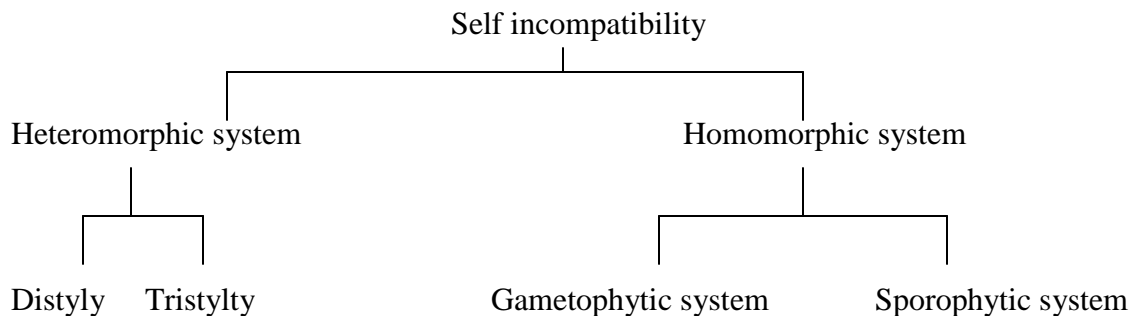 Self incompatibility
Heteromorphic system Homomorphic system
Distyly Tristylty Gametophytic system Sporophytic system